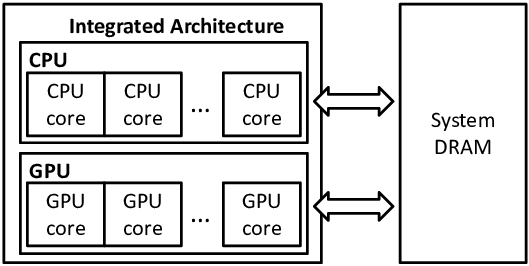 Integrated Architecture
CPU
CPU core
CPU core
...
CPU core
GPU
GPU core
GPU core
...
GPU core
System
DRAM